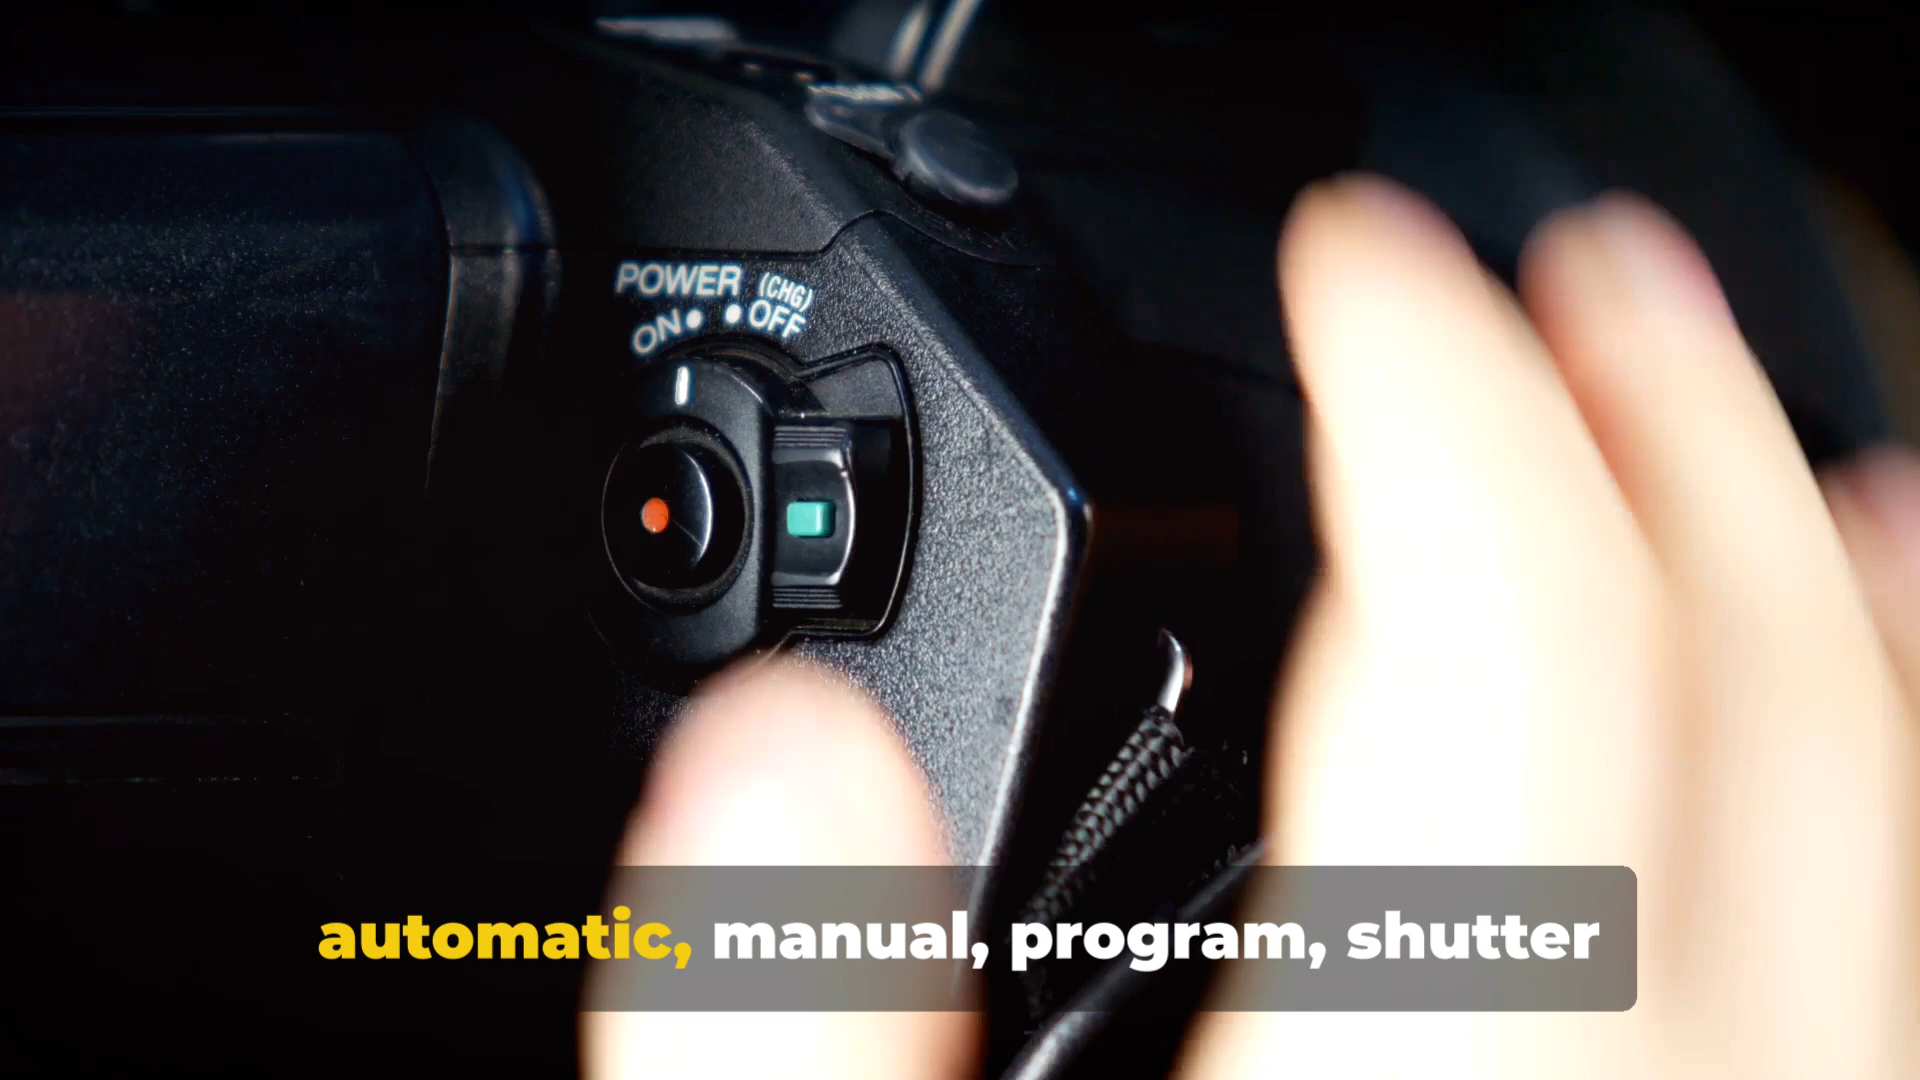 POWER (CHG)
ON● ●OFF
automatic, manual, program, shutter